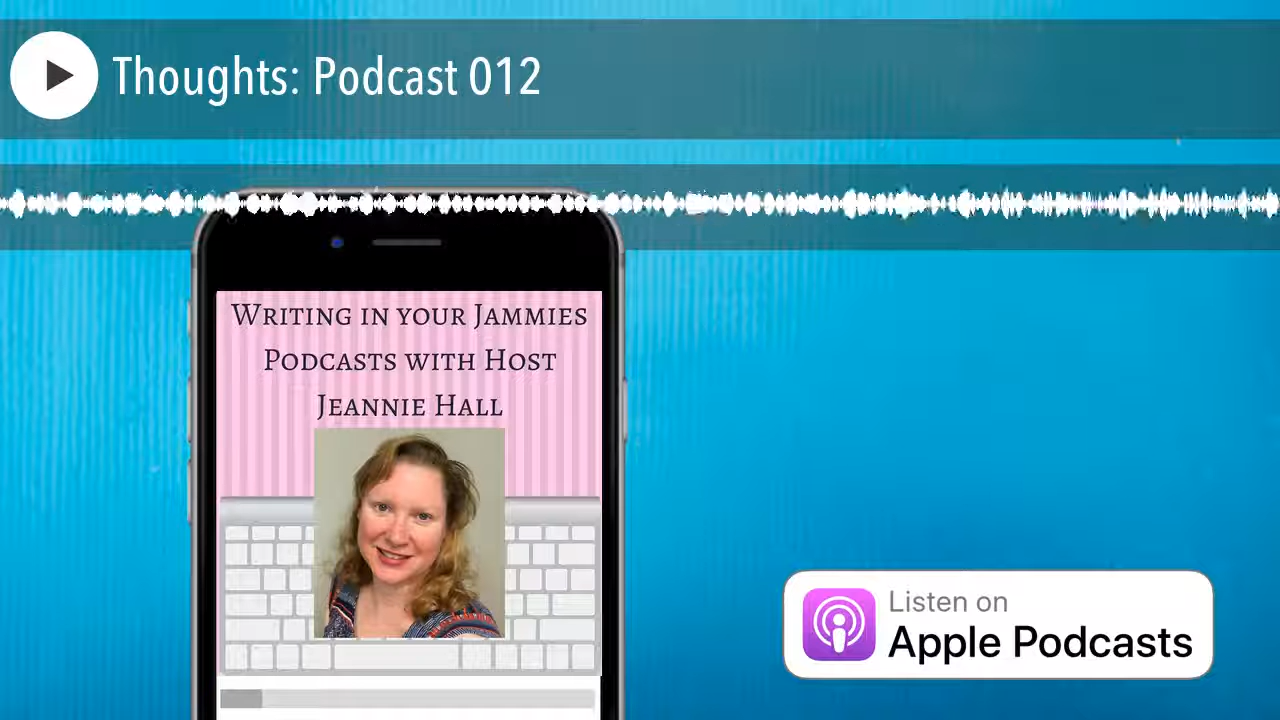 Thoughts: Podcast 012
Writing in your Jammies
Podcasts with Host
Jeannie Hall
Listen on
Apple Podcasts